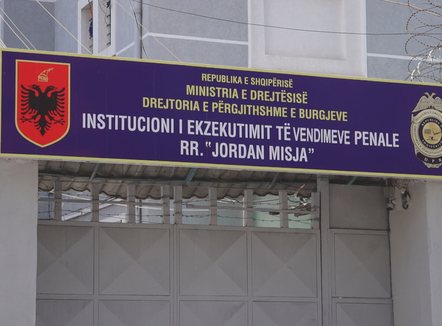 REPUBLIKA E SHQIPËRISË
MINISTRIA E DREJTËSISË
DREJTORIA E PËRGJITHSHME E BURGJEVE
INSTITUCIONI I EKZEKUTIMIT TË VENDIMEVE PENALE
RR. "JORDAN MISJA"